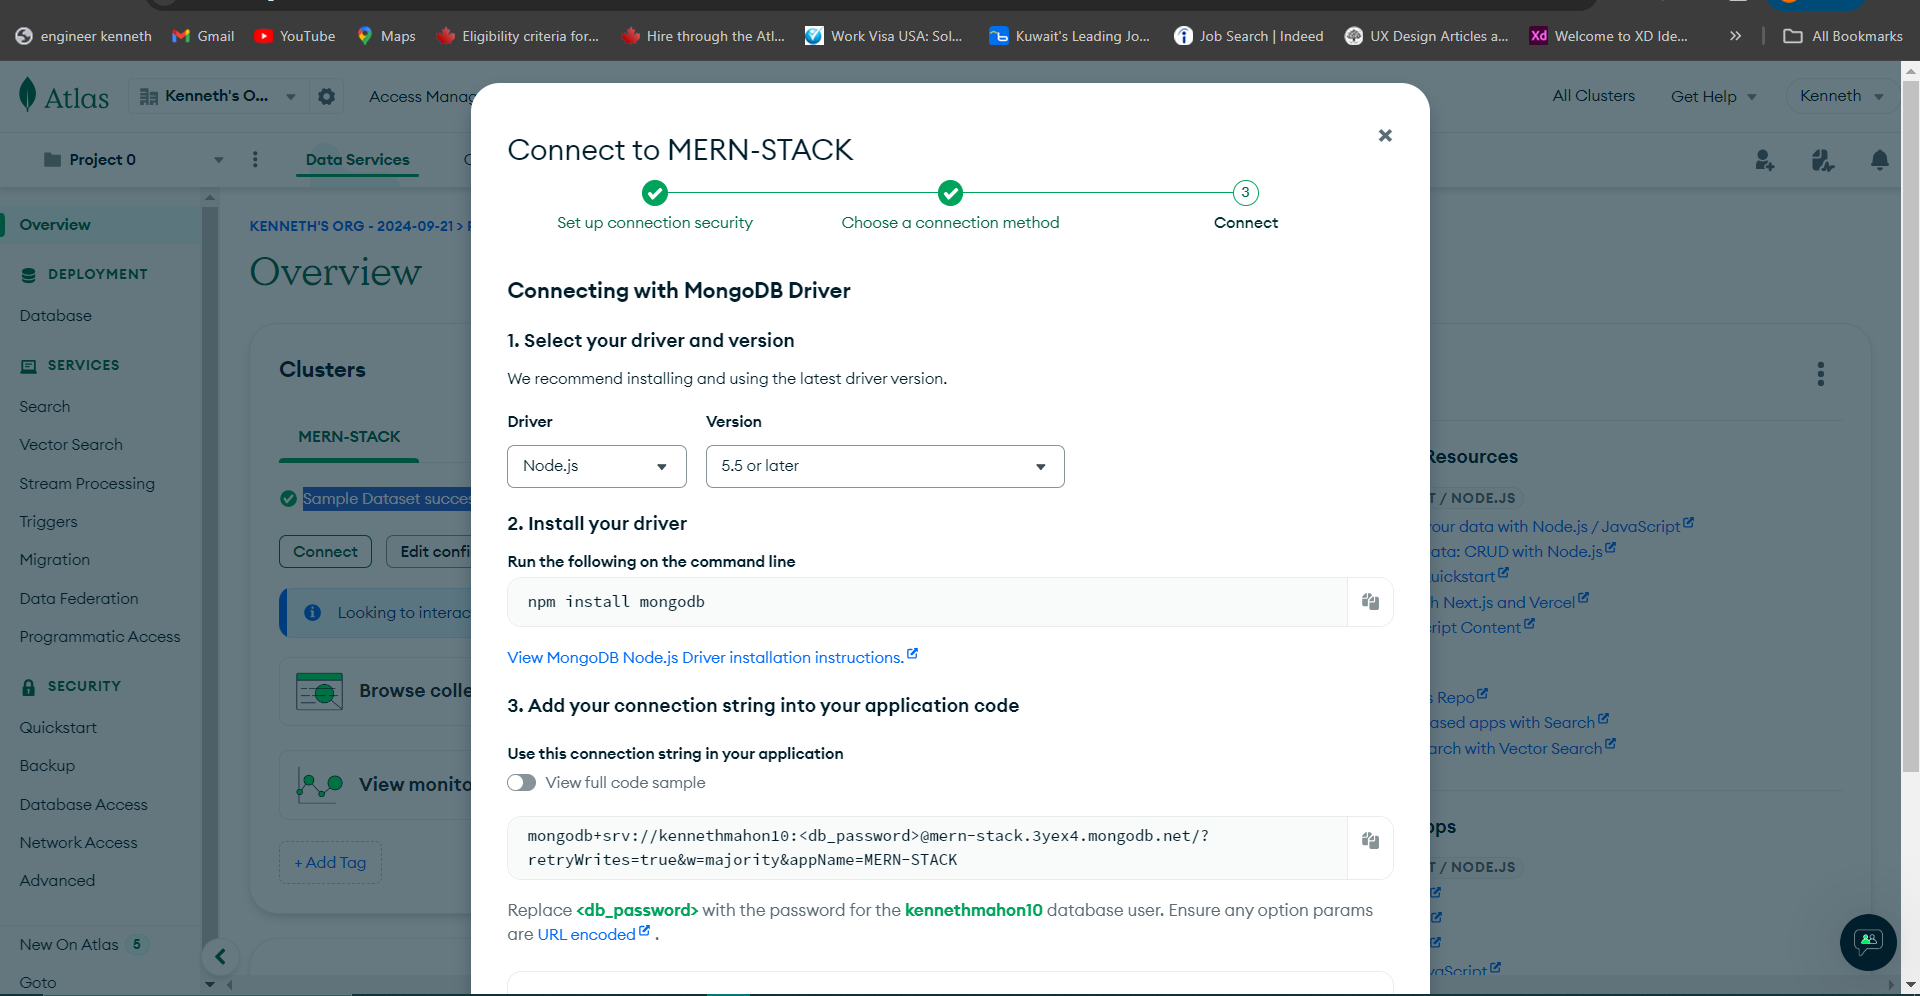 engineer kenneth
Gmail
YouTube
Maps
Eligibility criteria for...
Hire through the Atl...
Work Visa USA: Sol...
Kuwait's Leading Jo...
Job Search | Indeed
UX Design Articles a...
Xd
Welcome to XD Ide...
All Bookmarks
Atlas
Kenneth's O...
Access Manag
All Clusters
Get Help
Kenneth
Project 0
Data Services
Overview
DEPLOYMENT
Database
SERVICES
Search
Vector Search
Stream Processing
Triggers
Migration
Data Federation
Programmatic Access
SECURITY
Quickstart
Backup
Database Access
Network Access
Advanced
New On Atlas 5
Goto
KENNETH'S ORG - 2024-09-21 >
Overview
Clusters
MERN-STACK
Sample Dataset succes
Connect
Edit confi
Looking to interac
Browse colle
View monito
+ Add Tag
Connect to MERN-STACK
3
Set up connection security
Choose a connection method
Connect
Connecting with MongoDB Driver
1. Select your driver and version
We recommend installing and using the latest driver version.
Driver
Version
Node.js
5.5 or later
2. Install your driver
Run the following on the command line
npm install mongodb
View MongoDB Node.js Driver installation instructions.
3. Add your connection string into your application code
Use this connection string in your application
View full code sample
mongodb+srv://kennethmahon10:<db_password>@mern-stack.3yex4.mongodb.net/?
retryWrites=true&w=majority&appName=MERN-STACK
Replace <db_password> with the password for the kennethmahon10 database user. Ensure any option params
are URL encoded .
Resources
T / NODE.JS
our data with Node.js / JavaScript
ata: CRUD with Node.js
uickstart
h Next.js and Vercel
ript Content
s Repo
ased apps with Search
arch with Vector Search
ps
T / NODE.JS
vaScript